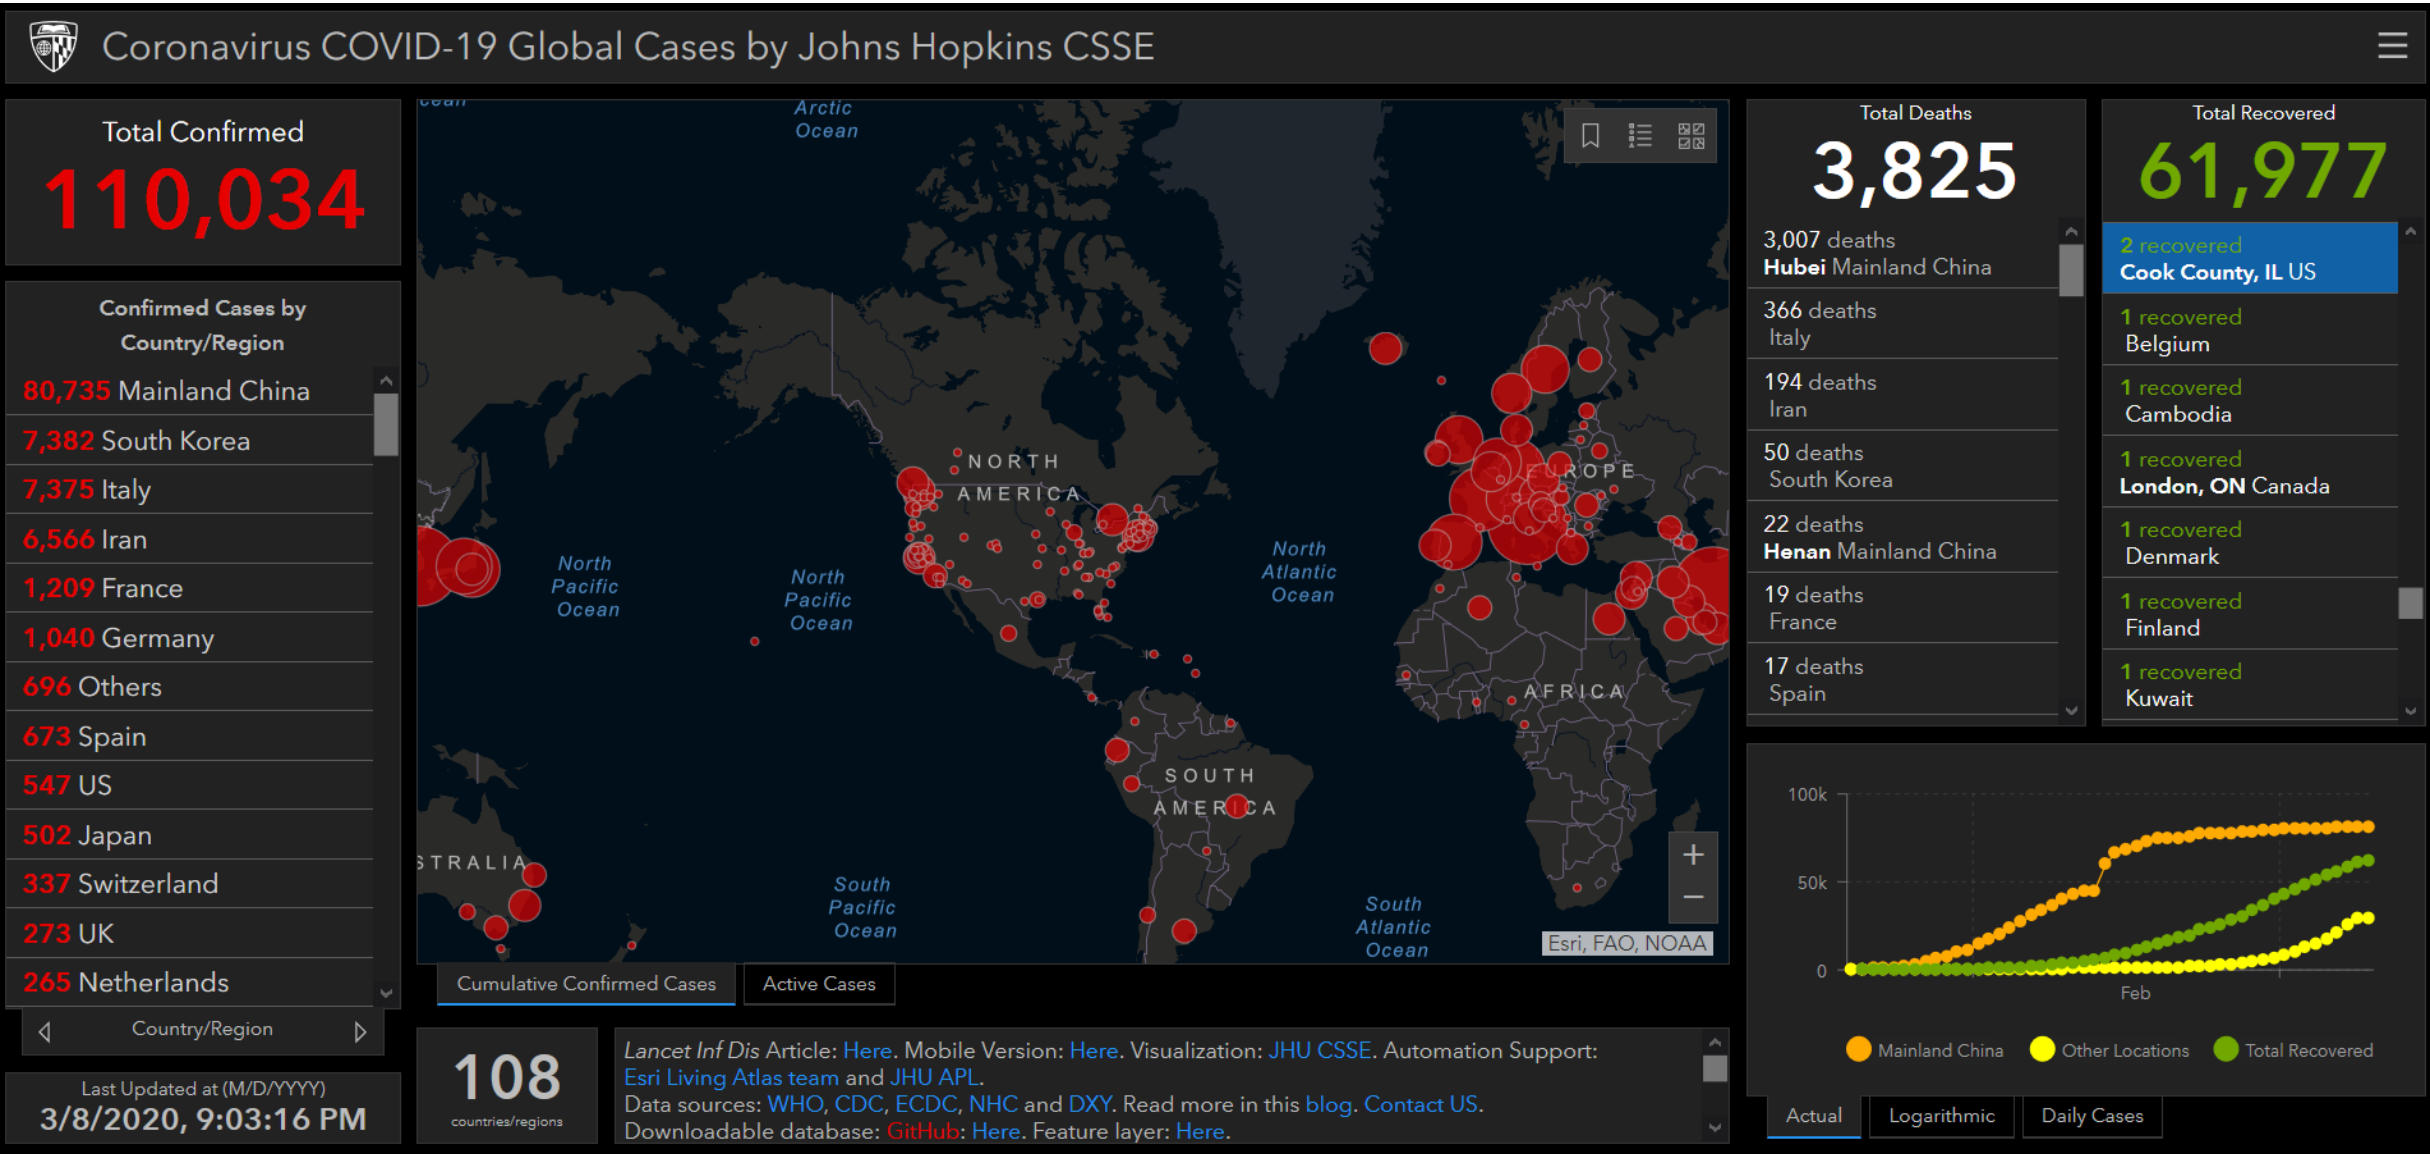 Coronavirus COVID-19 Global Cases by Johns Hopkins CSSE
Total Confirmed
110,034
Confirmed Cases by
Country/Region
80,735 Mainland China
7,382 South Korea
7,375 Italy
6,566 Iran
1,209 France
1,040 Germany
696 Others
673 Spain
547 US
502 Japan
337 Switzerland
273 UK
265 Netherlands
Country/Region
Last Updated at (M/D/YYYY)
3/8/2020, 9:03:16 PM
cean
Arctic
Ocean
NORTH
AMERICA
EUROPE
North
Pacific
Ocean
North
Pacific
Ocean
North
Atlantic
Ocean
AFRICA
SOUTH
AMERICA
STRALIA
South
Pacific
Ocean
South
Atlantic
Ocean
+
−
Esri, FAO, NOAA
Cumulative Confirmed Cases
Active Cases
108
countries/regions
Lancet Inf Dis Article: Here. Mobile Version: Here. Visualization: JHU CSSE. Automation Support:
Esri Living Atlas team and JHU APL.
Data sources: WHO, CDC, ECDC, NHC and DXY. Read more in this blog. Contact US.
Downloadable database: GitHub: Here. Feature layer: Here.
Total Deaths
3,825
3,007 deaths
Hubei Mainland China
366 deaths
Italy
194 deaths
Iran
50 deaths
South Korea
22 deaths
Henan Mainland China
19 deaths
France
17 deaths
Spain
Total Recovered
61,977
2 recovered
Cook County, IL US
1 recovered
Belgium
1 recovered
Cambodia
1 recovered
London, ON Canada
1 recovered
Denmark
1 recovered
Finland
1 recovered
Kuwait
100k
50k
0
Feb
Mainland China
Other Locations
Total Recovered
Actual
Logarithmic
Daily Cases